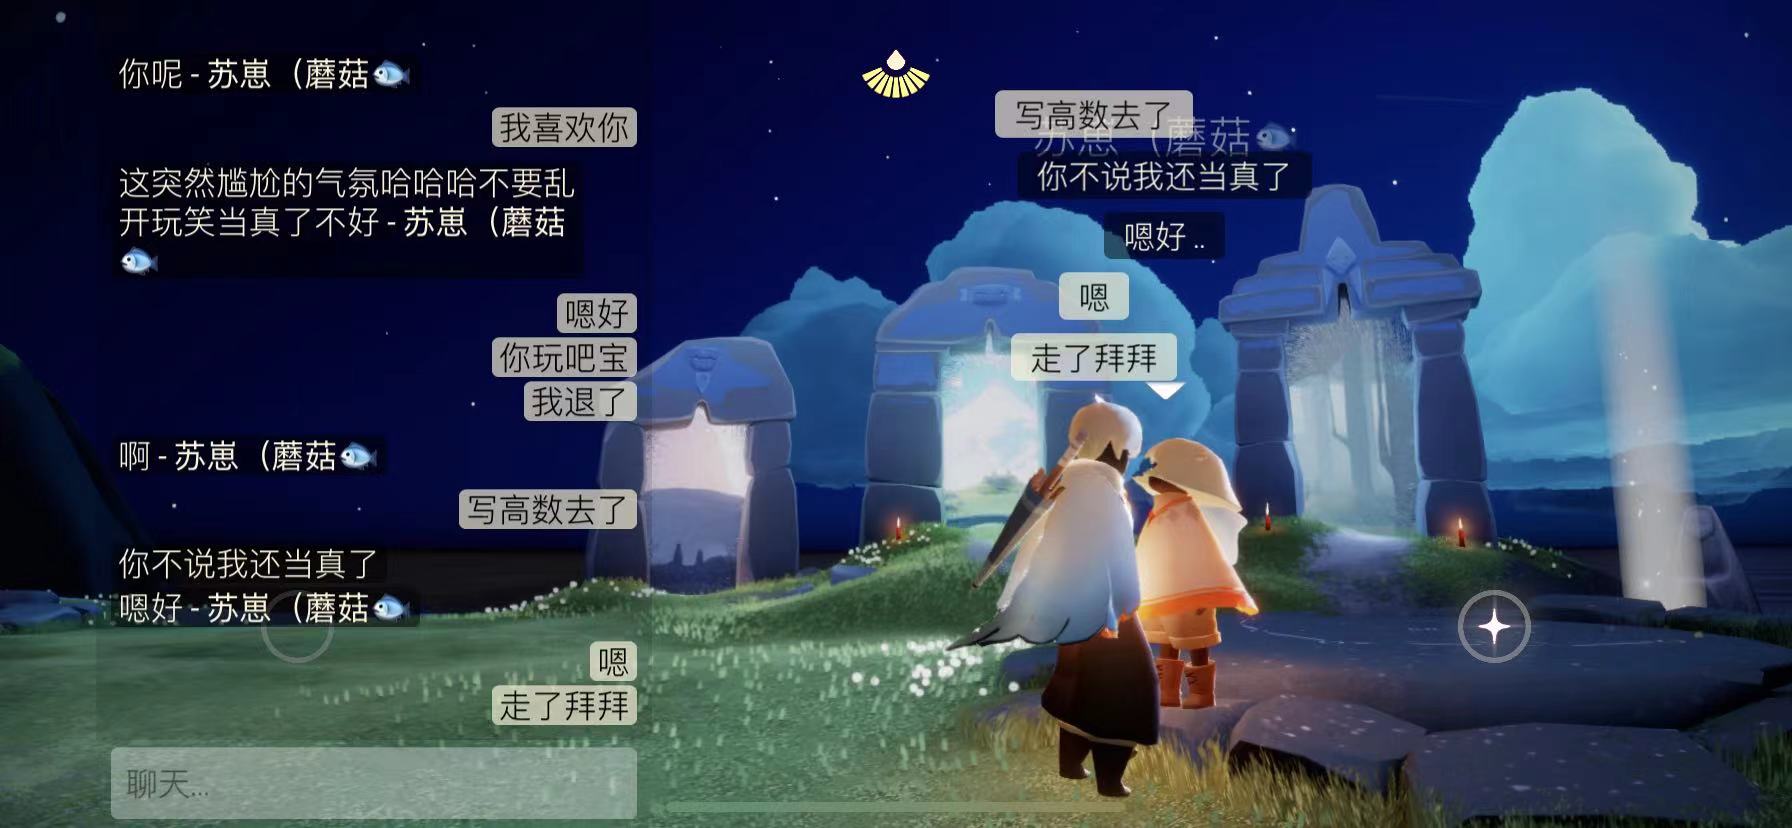 你呢 - 苏崽（蘑菇🐟
我喜欢你
这突然尴尬的气氛哈哈哈不要乱
开玩笑当真了不好 - 苏崽（蘑菇
🐟
嗯好
你玩吧宝
我退了
啊 - 苏崽（蘑菇🐟
写高数去了
你不说我还当真了
嗯好 - 苏崽（蘑菇🐟
嗯
走了拜拜
聊天...
写高数去了
苏崽（蘑菇🐟
你不说我还当真了
嗯好 ..
嗯
走了拜拜